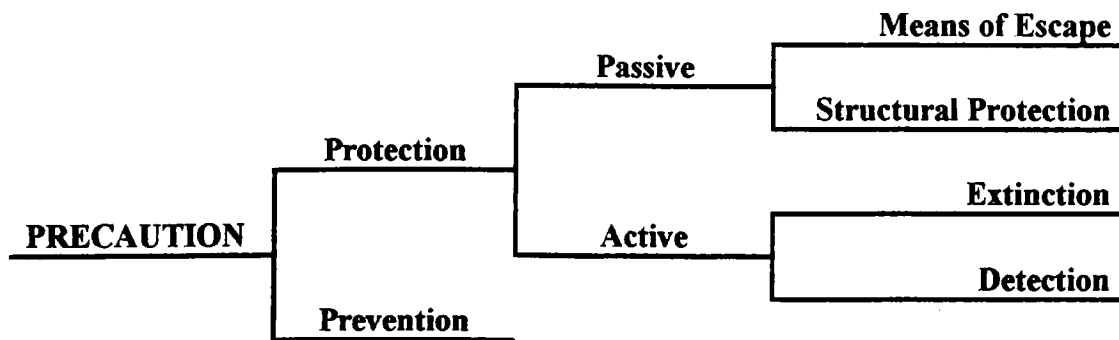 Means of Escape
Passive
Structural Protection
Protection
Extinction
PRECAUTION
Active
Detection
Prevention